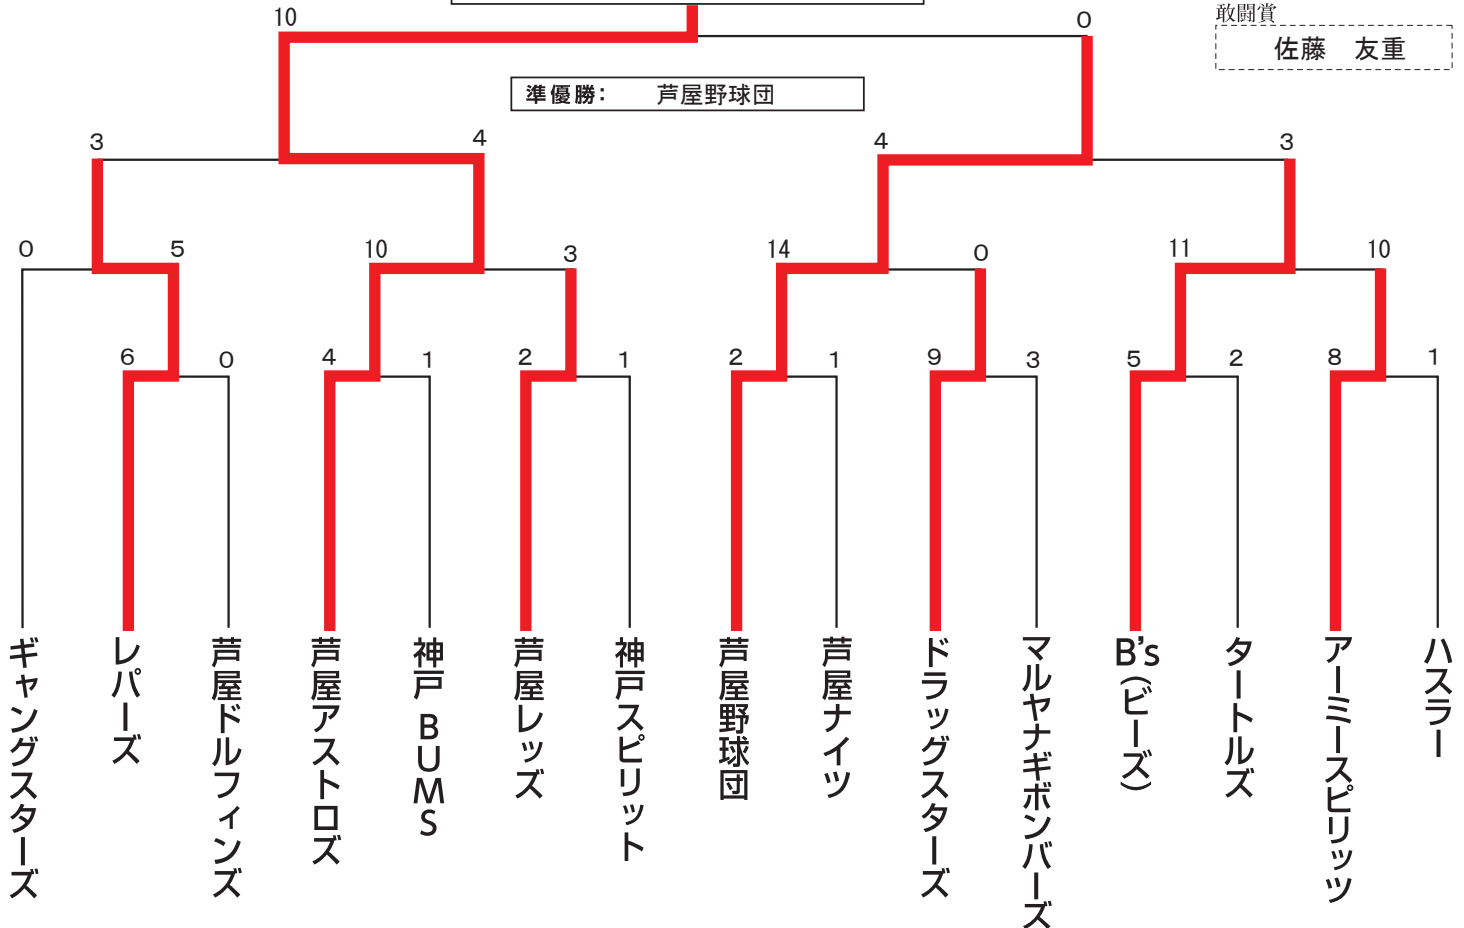 10
0
敢闘賞
佐藤　友重
準優勝：　芦屋野球団
3
4
4
3
0
5
10
3
14
0
11
10
6
0
4
1
2
1
2
1
9
3
5
2
8
1
ギャングスターズ
レパーズ
芦屋ドルフィンズ
芦屋アストロズ
神戸 BUMS
芦屋レッズ
神戸スピリット
芦屋野球団
芦屋ナイツ
ドラッグスターズ
マルヤナギボンバーズ
B’s（ビーズ）
タートルズ
アーミースピリッツ
ハスラー